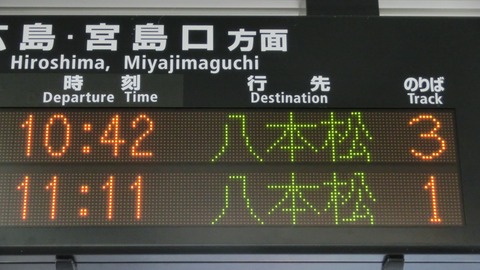 広島・宮島口 方面
Hiroshima, Miyajimaguchi
時刻 行先 のりば
Departure Time Destination Track
10:42 八本松 3
11:11 八本松 1